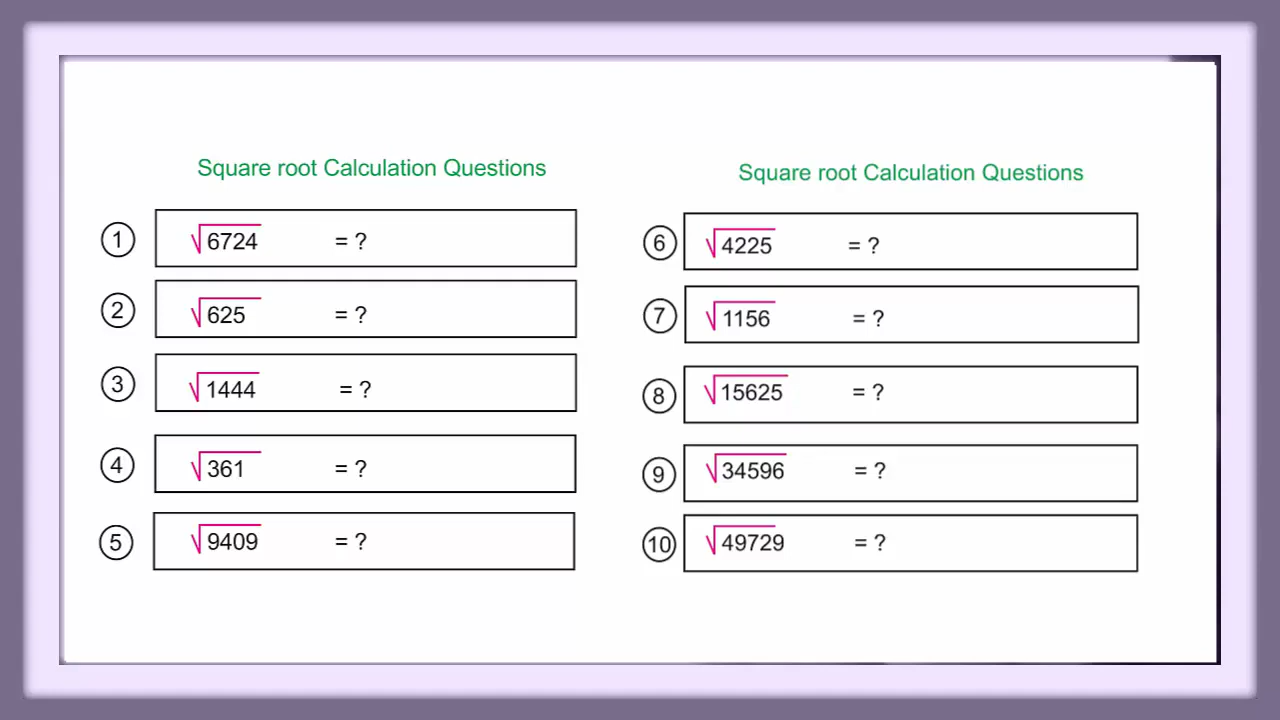 Square root Calculation Questions
1 √6724 = ?
2 √625 = ?
3 √1444 = ?
4 √361 = ?
5 √9409 = ?
Square root Calculation Questions
6 √4225 = ?
7 √1156 = ?
8 √15625 = ?
9 √34596 = ?
10 √49729 = ?